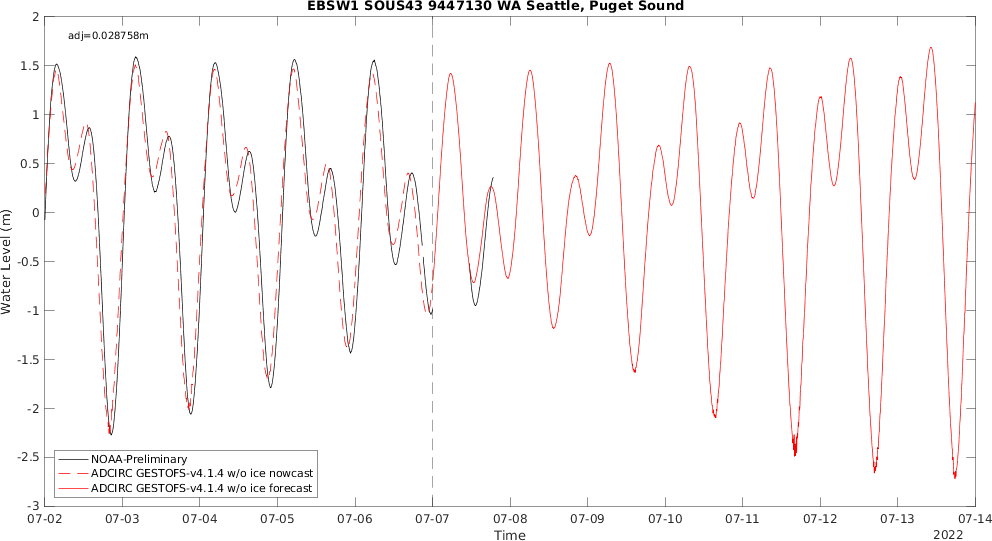 EBSW1 SOUS43 9447130 WA Seattle, Puget Sound
adj=0.028758m
2
1.5
1
0.5
0
-0.5
-1
-1.5
-2
-2.5
-3
Water Level (m)
NOAA-Preliminary
ADCIRC GESTOFS-v4.1.4 w/o ice nowcast
ADCIRC GESTOFS-v4.1.4 w/o ice forecast
07-02 07-03 07-04 07-05 07-06 07-07 07-08 07-09 07-10 07-11 07-12 07-13 07-14
Time
2022